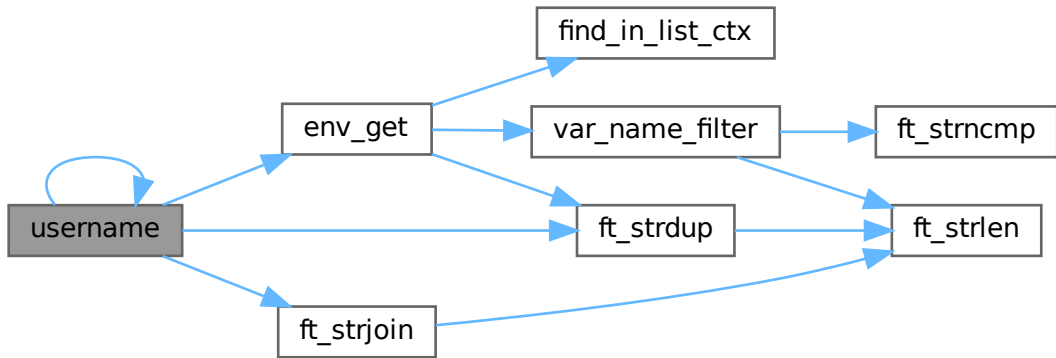 find_in_list_ctx
env_get
var_name_filter
ft_strncmp
username
ft_strdup
ft_strlen
ft_strjoin